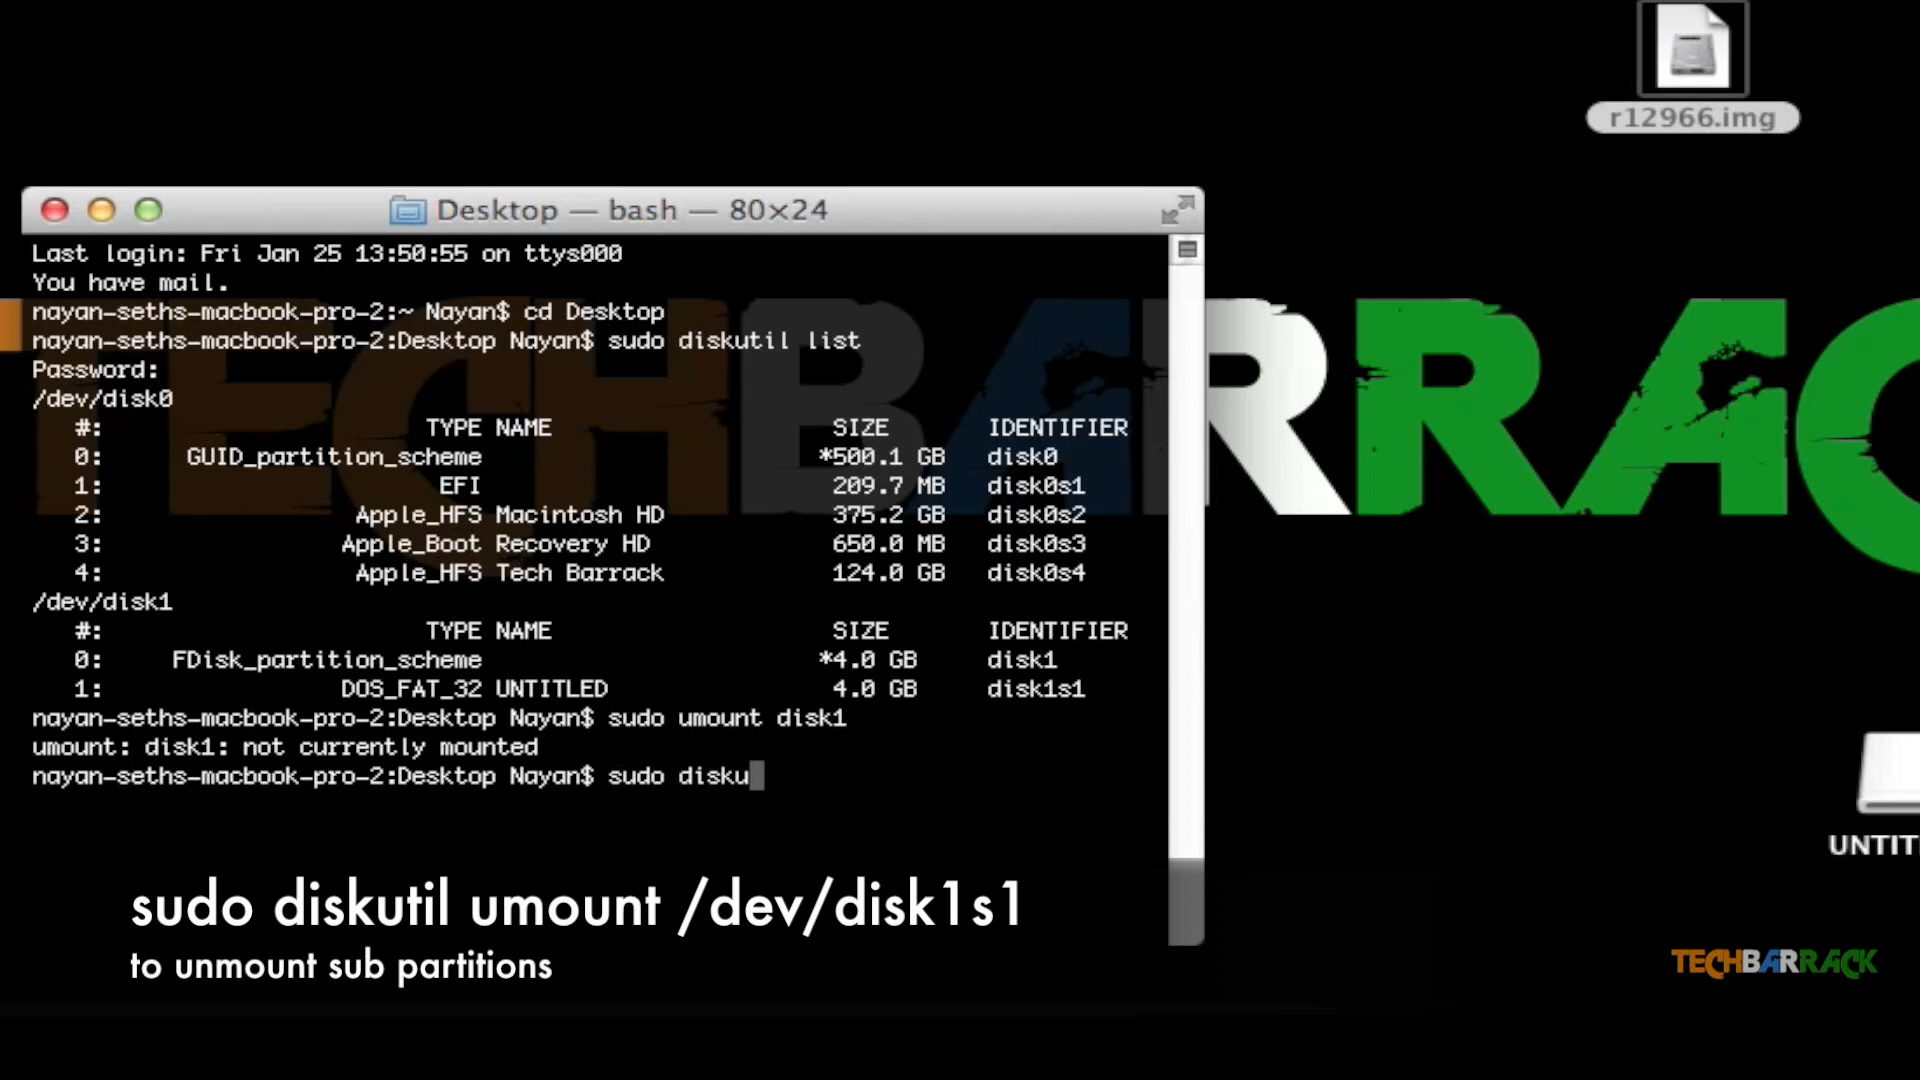 r12966.img
Desktop — bash — 80×24
Last login: Fri Jan 25 13:50:55 on ttys000
You have mail.
nayan-seths-macbook-pro-2:~ Nayan$ cd Desktop
nayan-seths-macbook-pro-2:Desktop Nayan$ sudo diskutil list
Password:
/dev/disk0
#: TYPE NAME SIZE IDENTIFIER
0: GUID_partition_scheme *500.1 GB disk0
1: EFI 209.7 MB disk0s1
2: Apple_HFS Macintosh HD 375.2 GB disk0s2
3: Apple_Boot Recovery HD 650.0 MB disk0s3
4: Apple_HFS Tech Barrack 124.0 GB disk0s4
/dev/disk1
#: TYPE NAME SIZE IDENTIFIER
0: FDisk_partition_scheme *4.0 GB disk1
1: DOS_FAT_32 UNTITLED 4.0 GB disk1s1
nayan-seths-macbook-pro-2:Desktop Nayan$ sudo umount disk1
umount: disk1: not currently mounted
nayan-seths-macbook-pro-2:Desktop Nayan$ sudo disku
TECHBARRAC
UNTIT
sudo diskutil umount /dev/disk1s1
to unmount sub partitions
TECHBARRACK